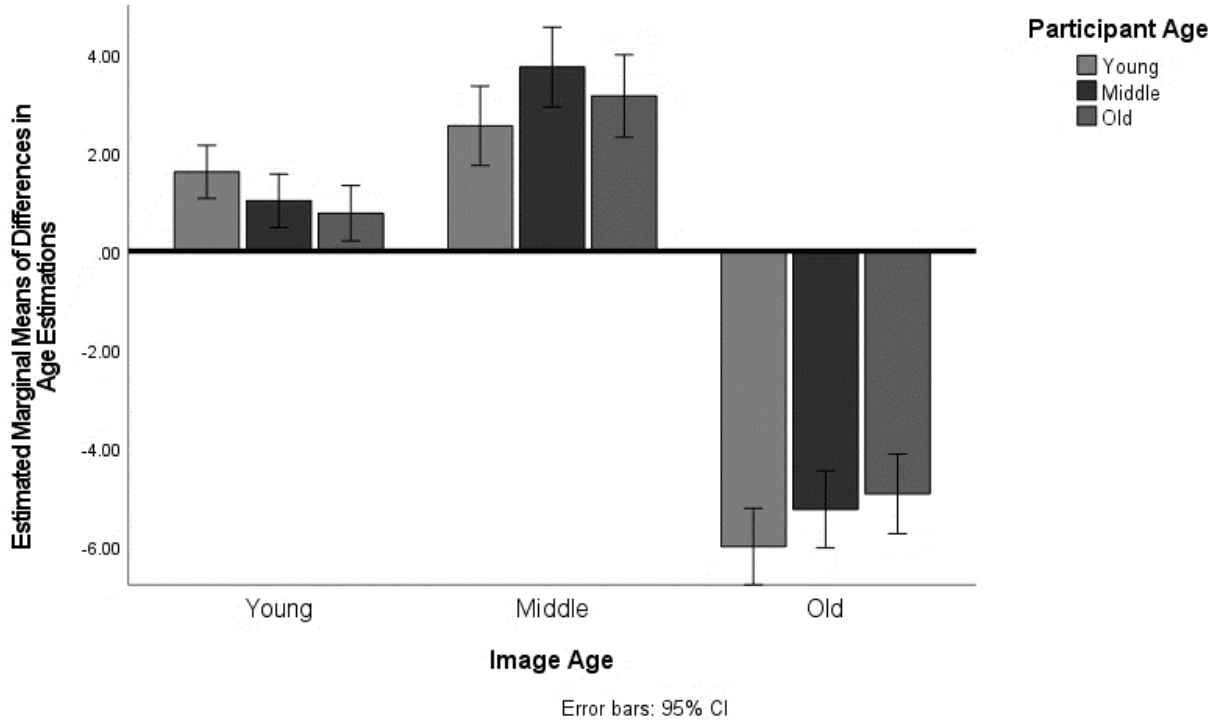 Participant Age
Young
Middle
Old
Estimated Marginal Means of Differences in
Age Estimations
4.00
2.00
.00
-2.00
-4.00
-6.00
Young Middle Old
Image Age
Error bars: 95% CI